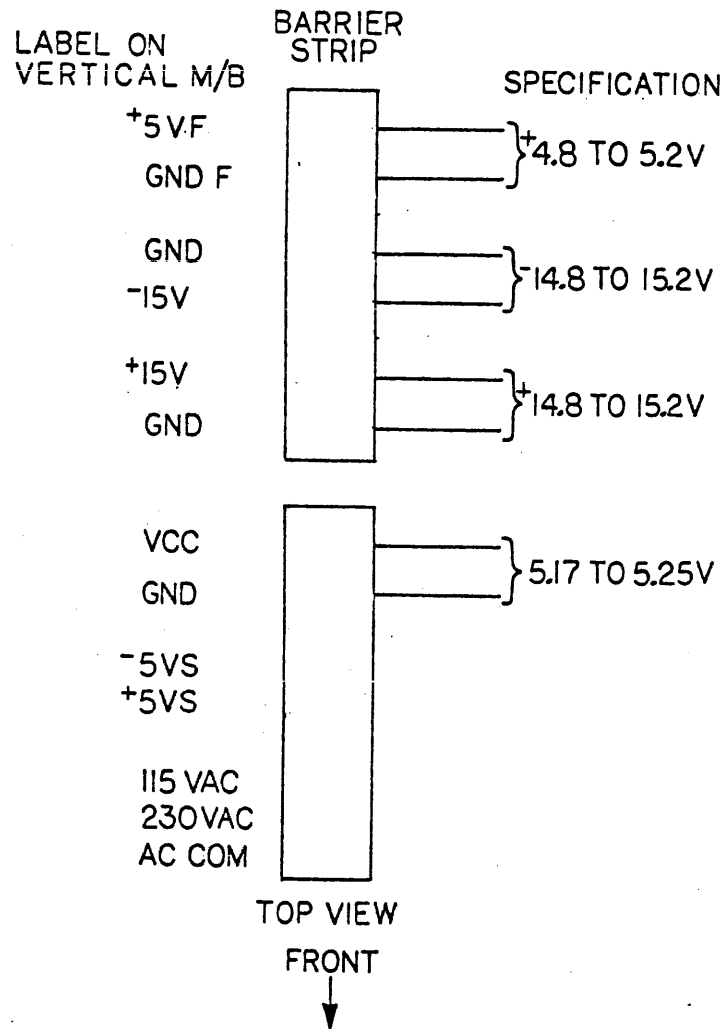 LABEL ON
VERTICAL M/B
BARRIER
STRIP
SPECIFICATION
+5V.F
GND F
+4.8 TO 5.2V
GND
-15V
-14.8 TO 15.2V
+15V
GND
+14.8 TO 15.2V
VCC
GND
5.17 TO 5.25V
-5VS
+5VS
115 VAC
230VAC
AC COM
TOP VIEW
FRONT